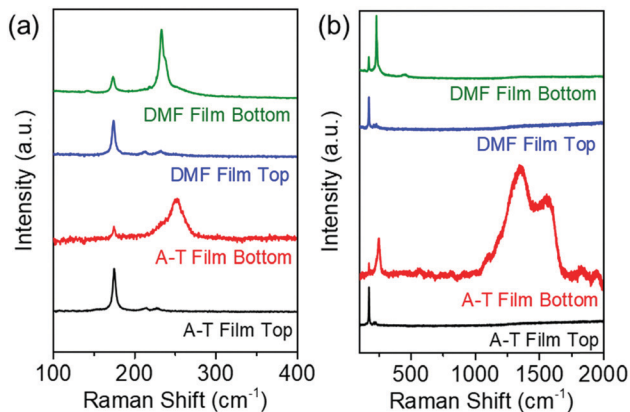 (a)
Intensity (a.u.)
DMF Film Bottom
DMF Film Top
A-T Film Bottom
A-T Film Top
100 200 300 400
Raman Shift (cm⁻¹)
(b)
Intensity (a.u.)
DMF Film Bottom
DMF Film Top
A-T Film Bottom
A-T Film Top
500 1000 1500 2000
Raman Shift (cm⁻¹)